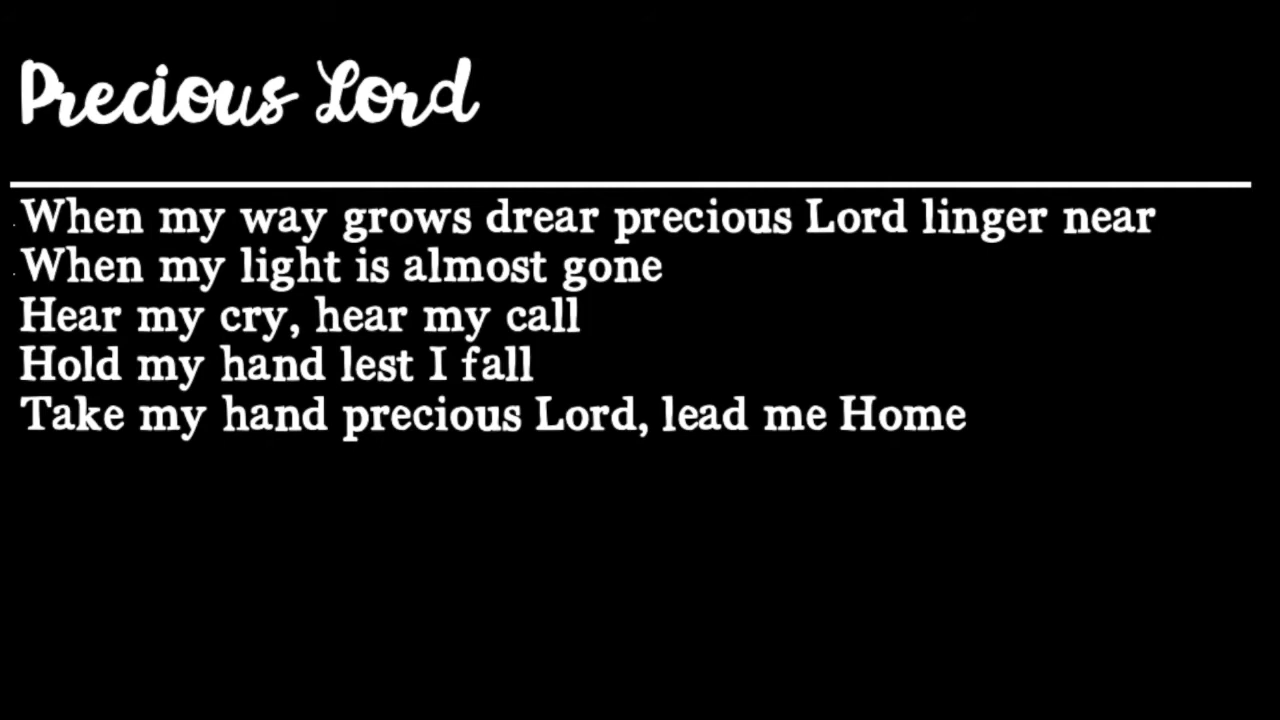 Precious Lord
When my way grows drear precious Lord linger near
When my light is almost gone
Hear my cry, hear my call
Hold my hand lest I fall
Take my hand precious Lord, lead me Home